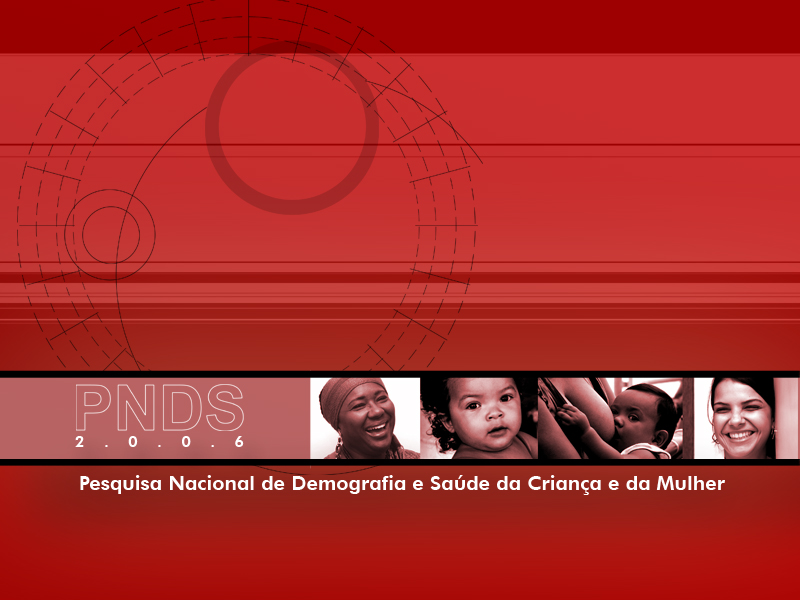 PNDS
2.0.0.6
Pesquisa Nacional de Demografia e Saúde da Criança e da Mulher